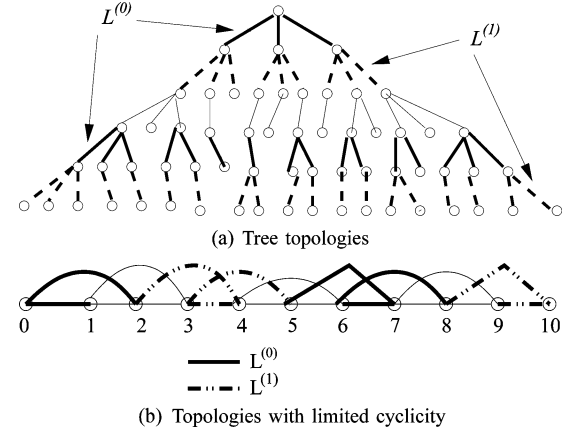 L^(0)
L^(1)
(a) Tree topologies
0 1 2 3 4 5 6 7 8 9 10
L^(0)
L^(1)
(b) Topologies with limited cyclicity